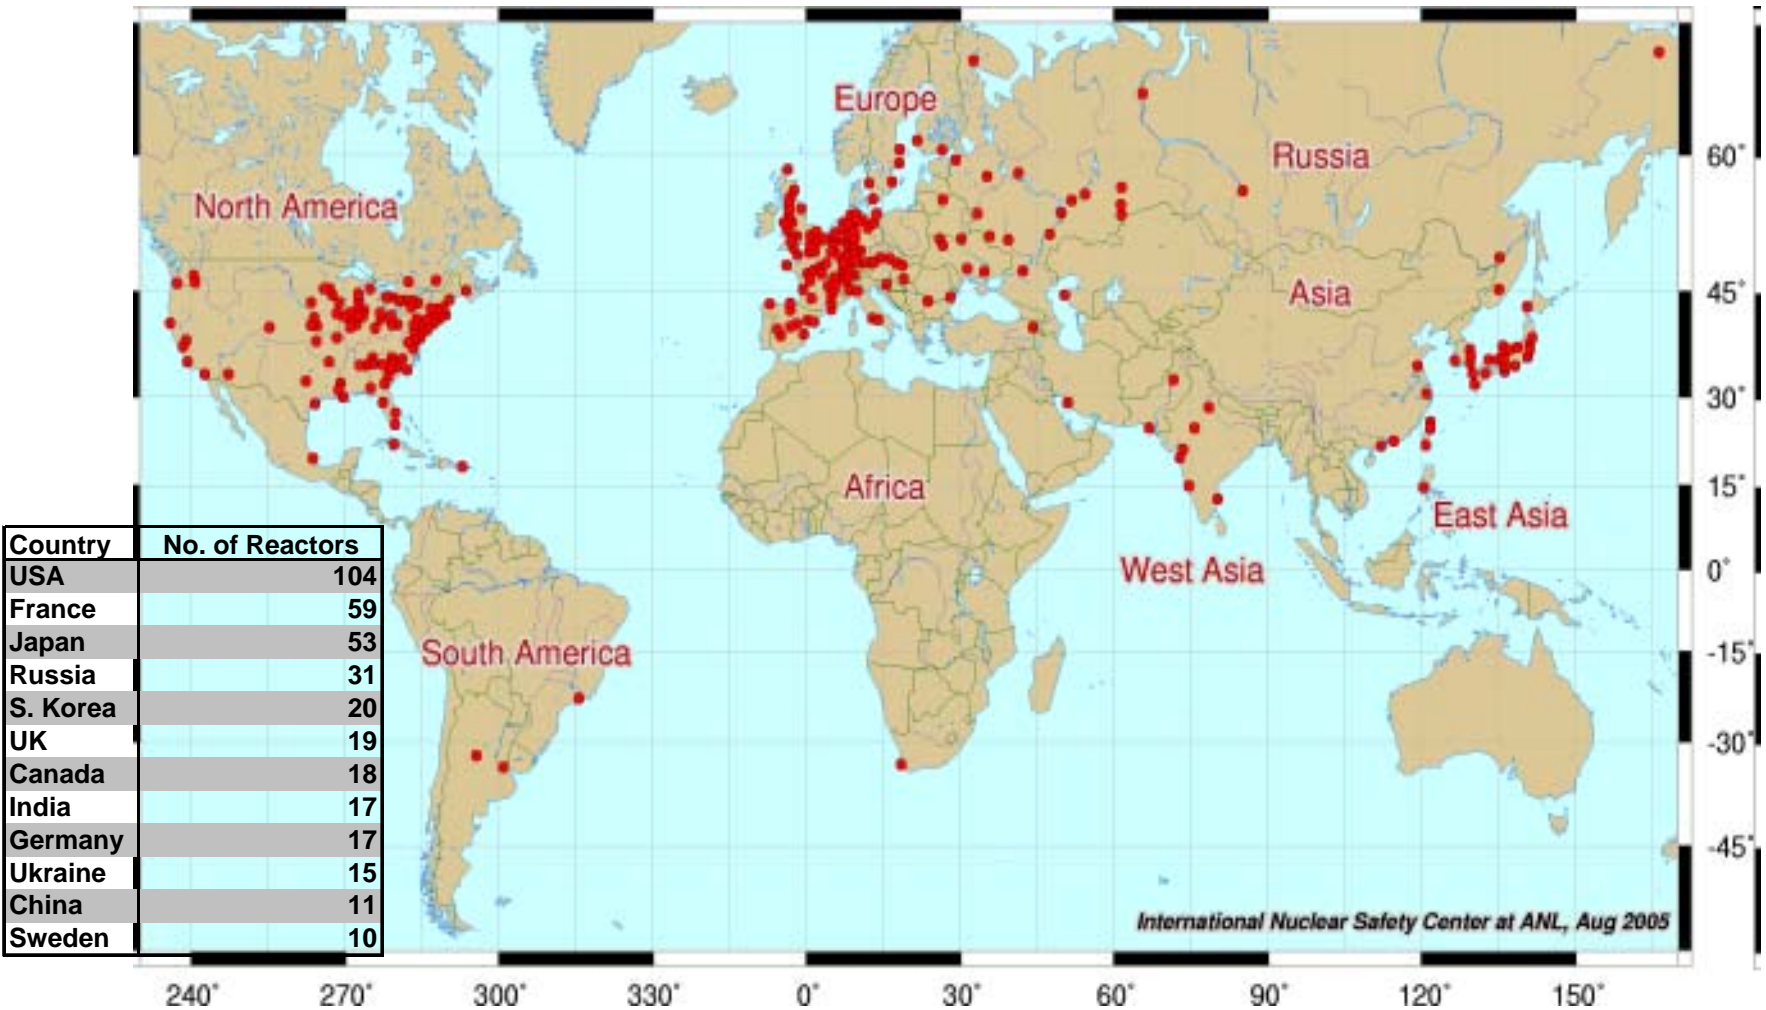 Europe
Russia
North America
Asia
Africa
East Asia
West Asia
South America
60°
45°
30°
15°
0°
-15°
-30°
-45°
Country No. of Reactors
USA 104
France 59
Japan 53
Russia 31
S. Korea 20
UK 19
Canada 18
India 17
Germany 17
Ukraine 15
China 11
Sweden 10
International Nuclear Safety Center at ANL, Aug 2005
240° 270° 300° 330° 0° 30° 60° 90° 120° 150°